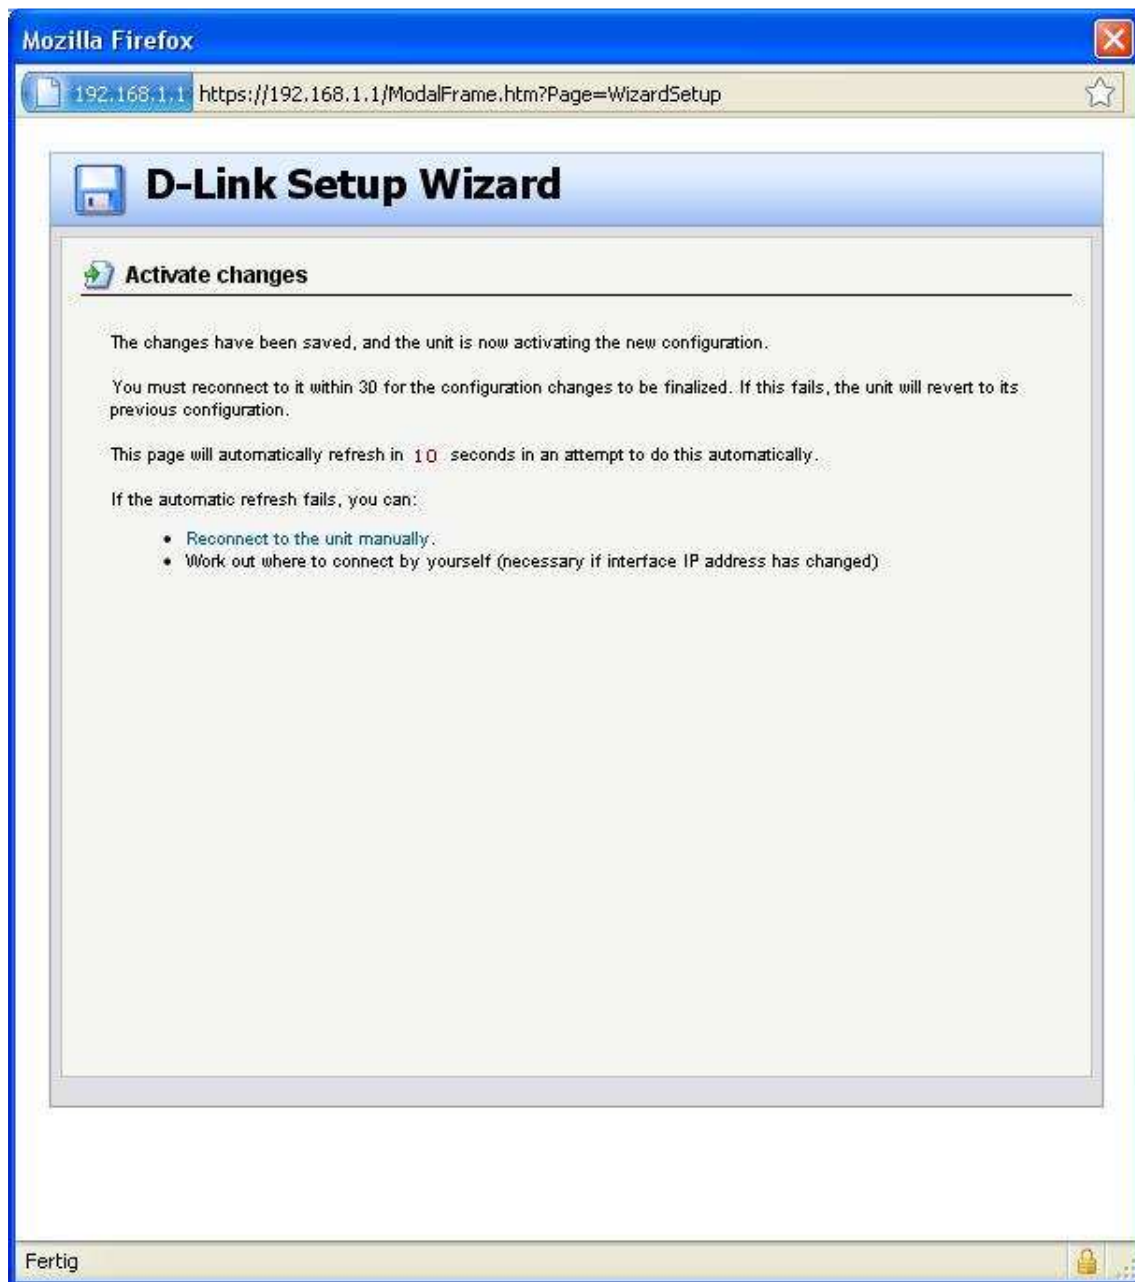 Mozilla Firefox
192.168.1.1 https://192.168.1.1/ModalFrame.htm?Page=WizardSetup
D-Link Setup Wizard
Activate changes
The changes have been saved, and the unit is now activating the new configuration.
You must reconnect to it within 30 for the configuration changes to be finalized. If this fails, the unit will revert to its
previous configuration.
This page will automatically refresh in 10 seconds in an attempt to do this automatically.
If the automatic refresh fails, you can:
• Reconnect to the unit manually.
• Work out where to connect by yourself (necessary if interface IP address has changed)
Fertig